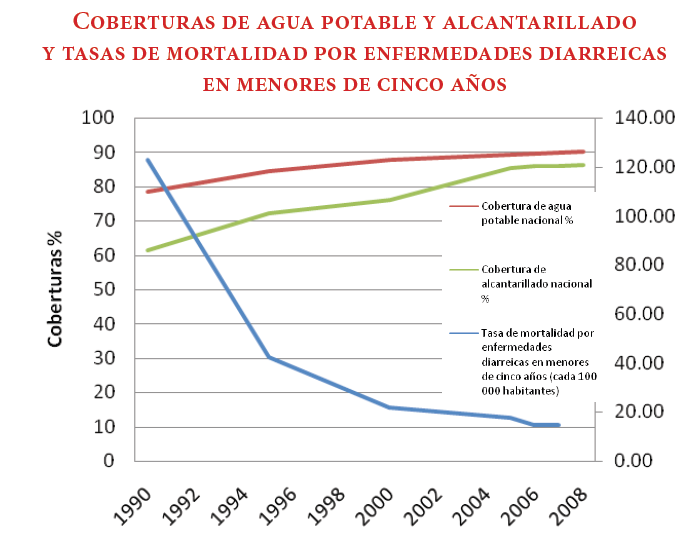 COBERTURAS DE AGUA POTABLE Y ALCANTARILLADO
Y TASAS DE MORTALIDAD POR ENFERMEDADES DIARREICAS
EN MENORES DE CINCO AÑOS
Coberturas %
100
90
80
70
60
50
40
30
20
10
0
140.00
120.00
100.00
80.00
60.00
40.00
20.00
0.00
Cobertura de agua
potable nacional %
Cobertura de
alcantarillado nacional
%
Tasa de mortalidad por
enfermedades
diarreicas en menores
de cinco años (cada 100
000 habitantes)
1990
1992
1994
1996
1998
2000
2002
2004
2006
2008